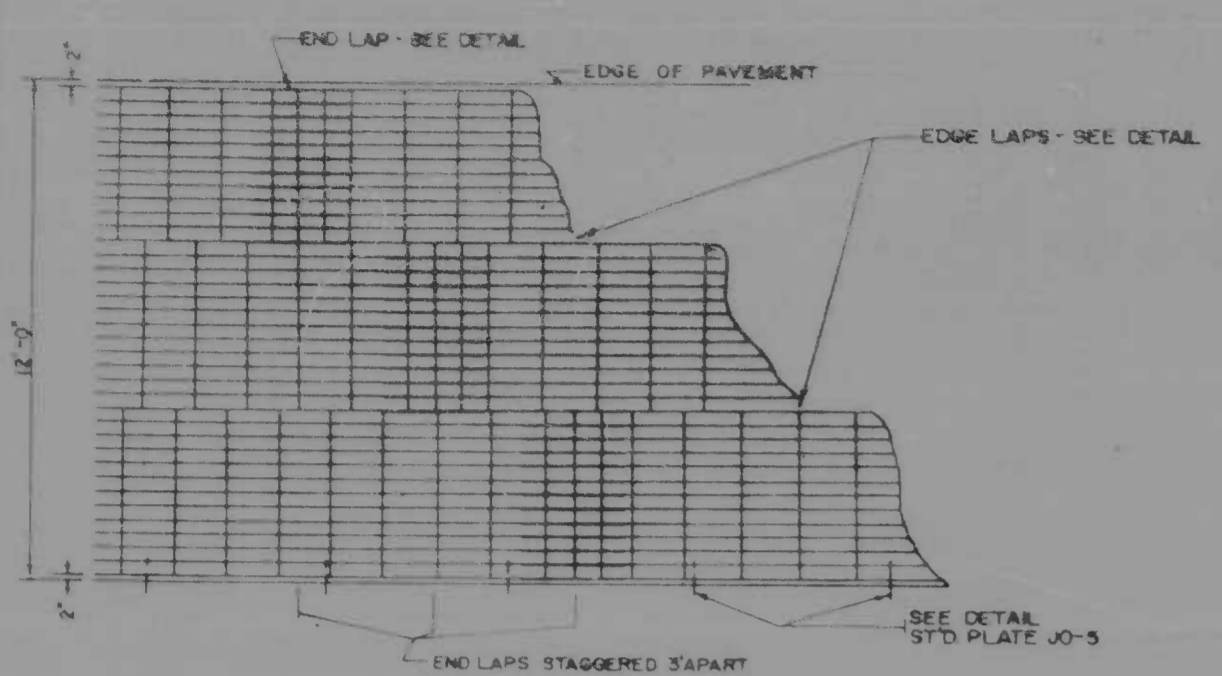 END LAP - SEE DETAIL
2"
EDGE OF PAVEMENT
EDGE LAPS - SEE DETAIL
12'-0"
2"
SEE DETAIL
ST'D. PLATE JO-5
END LAPS STAGGERED 3' APART